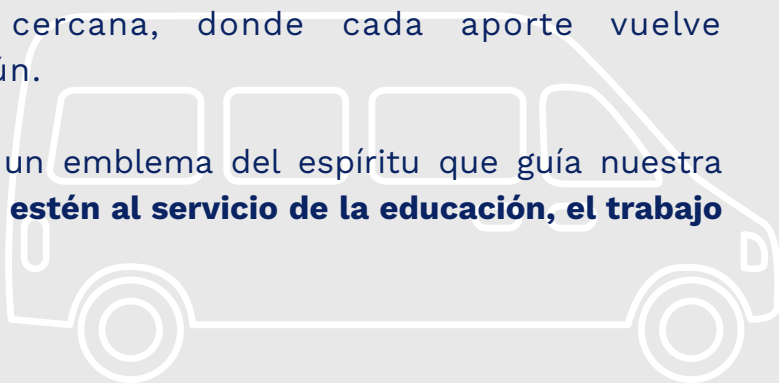 cercana, donde cada aporte vuelve
ún.
un emblema del espíritu que guía nuestra
estén al servicio de la educación, el trabajo